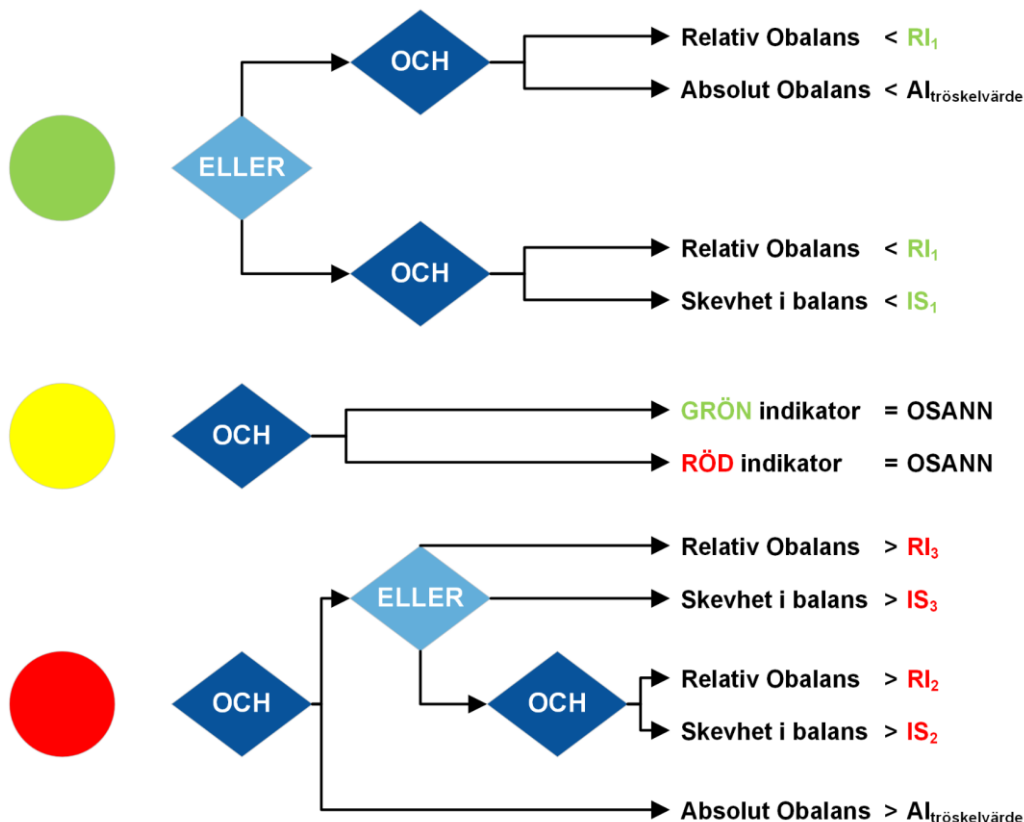 OCH
Relativ Obalans < RI₁
Absolut Obalans < AI_tröskelvärde
ELLER
OCH
Relativ Obalans < RI₁
Skevhet i balans < IS₁
OCH
GRÖN indikator = OSANN
RÖD indikator = OSANN
ELLER
Relativ Obalans > RI₃
Skevhet i balans > IS₃
OCH
OCH
Relativ Obalans > RI₂
Skevhet i balans > IS₂
Absolut Obalans > AI_tröskelvärde